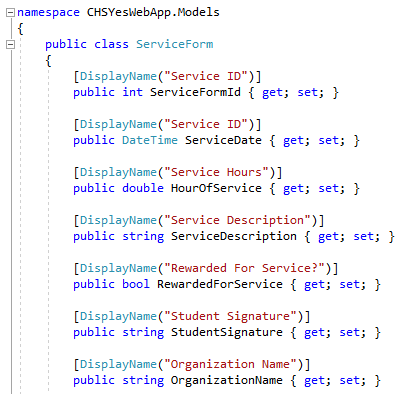 namespace CHSYesWebApp.Models
{
public class ServiceForm
{
[DisplayName("Service ID")]
public int ServiceFormId { get; set; }
[DisplayName("Service ID")]
public DateTime ServiceDate { get; set; }
[DisplayName("Service Hours")]
public double HourOfService { get; set; }
[DisplayName("Service Description")]
public string ServiceDescription { get; set; }
[DisplayName("Rewarded For Service?")]
public bool RewardedForService { get; set; }
[DisplayName("Student Signature")]
public string StudentSignature { get; set; }
[DisplayName("Organization Name")]
public string OrganizationName { get; set; }